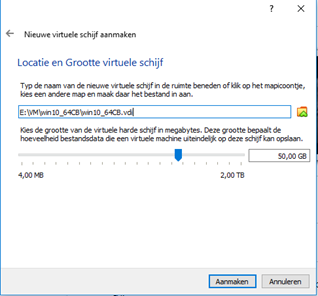 Nieuwe virtuele schijf aanmaken
Locatie en Grootte virtuele schijf
Typ de naam van de nieuwe virtuele schijf in de ruimte beneden of klik op het mapicoontje,
kies een andere map en maak daar het bestand in aan.
E:\VM\win10_64CB\win10_64CB.vdi
Kies de grootte van de virtuele harde schijf in megabytes. Deze grootte bepaalt de
hoeveelheid bestandsdata die een virtuele machine uiteindelijk op deze schijf kan opslaan.
50,00 GB
4,00 MB 2,00 TB
Aanmaken Annuleren